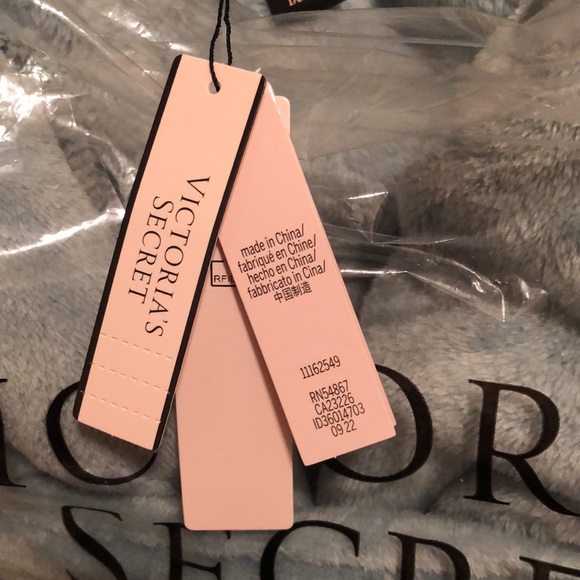 VICTORIA'S
SECRET
RFID
made in China/
fabriqué en Chine/
hecho en China/
fabbricato in Cina/
中国制造
11162549
RN54867
CA23226
ID36014703
09 22